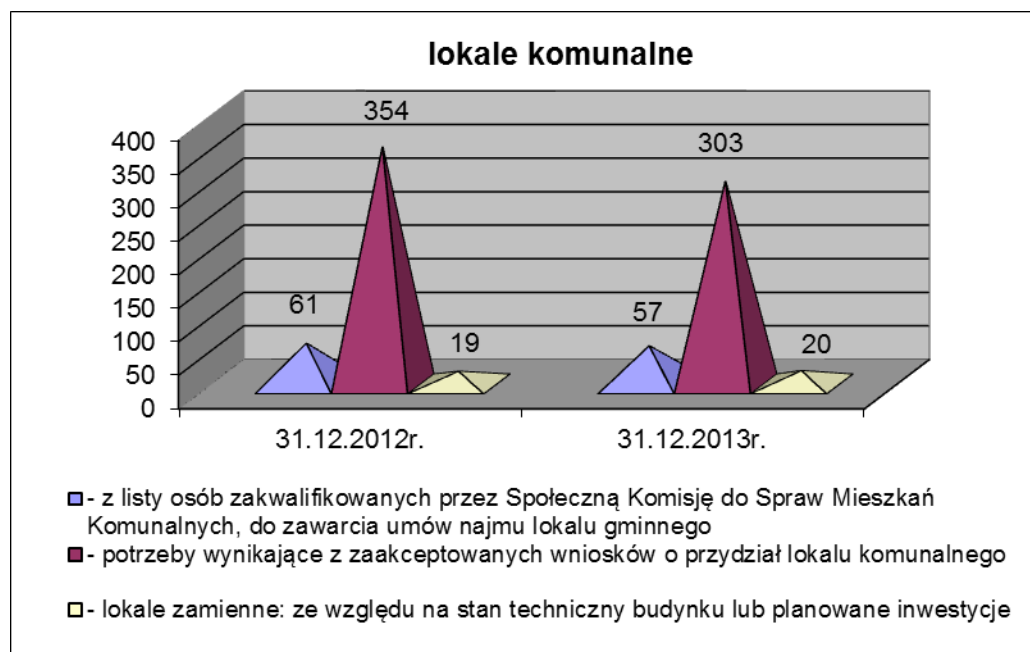 lokale komunalne
354
303
400
350
300
250
200
150
100
50
0
61
19
57
20
31.12.2012r.
31.12.2013r.
- z listy osób zakwalifikowanych przez Społeczną Komisję do Spraw Mieszkań
Komunalnych, do zawarcia umów najmu lokalu gminnego
- potrzeby wynikające z zaakceptowanych wniosków o przydział lokalu komunalnego
- lokale zamienne: ze względu na stan techniczny budynku lub planowane inwestycje